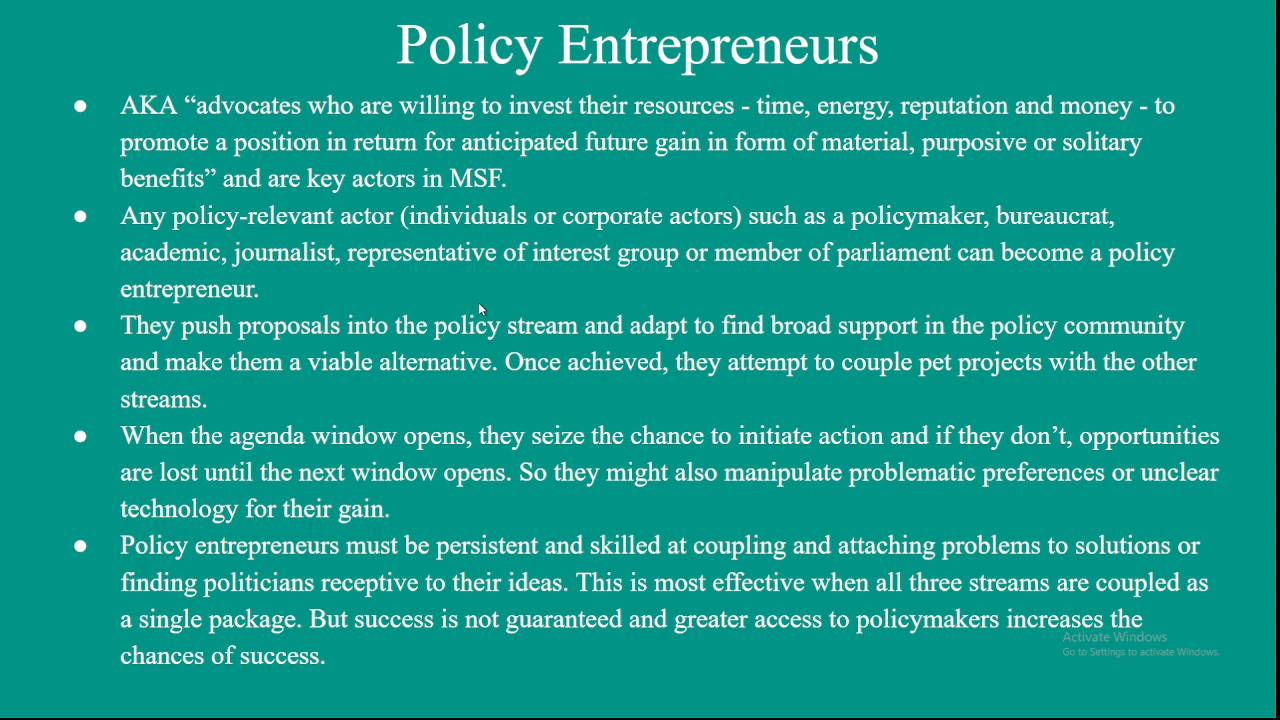 Policy Entrepreneurs
● AKA “advocates who are willing to invest their resources - time, energy, reputation and money - to
promote a position in return for anticipated future gain in form of material, purposive or solitary
benefits” and are key actors in MSF.
● Any policy-relevant actor (individuals or corporate actors) such as a policymaker, bureaucrat,
academic, journalist, representative of interest group or member of parliament can become a policy
entrepreneur.
● They push proposals into the policy stream and adapt to find broad support in the policy community
and make them a viable alternative. Once achieved, they attempt to couple pet projects with the other
streams.
● When the agenda window opens, they seize the chance to initiate action and if they don’t, opportunities
are lost until the next window opens. So they might also manipulate problematic preferences or unclear
technology for their gain.
● Policy entrepreneurs must be persistent and skilled at coupling and attaching problems to solutions or
finding politicians receptive to their ideas. This is most effective when all three streams are coupled as
a single package. But success is not guaranteed and greater access to policymakers increases the
chances of success.
Activate Windows
Go to Settings to activate Windows.